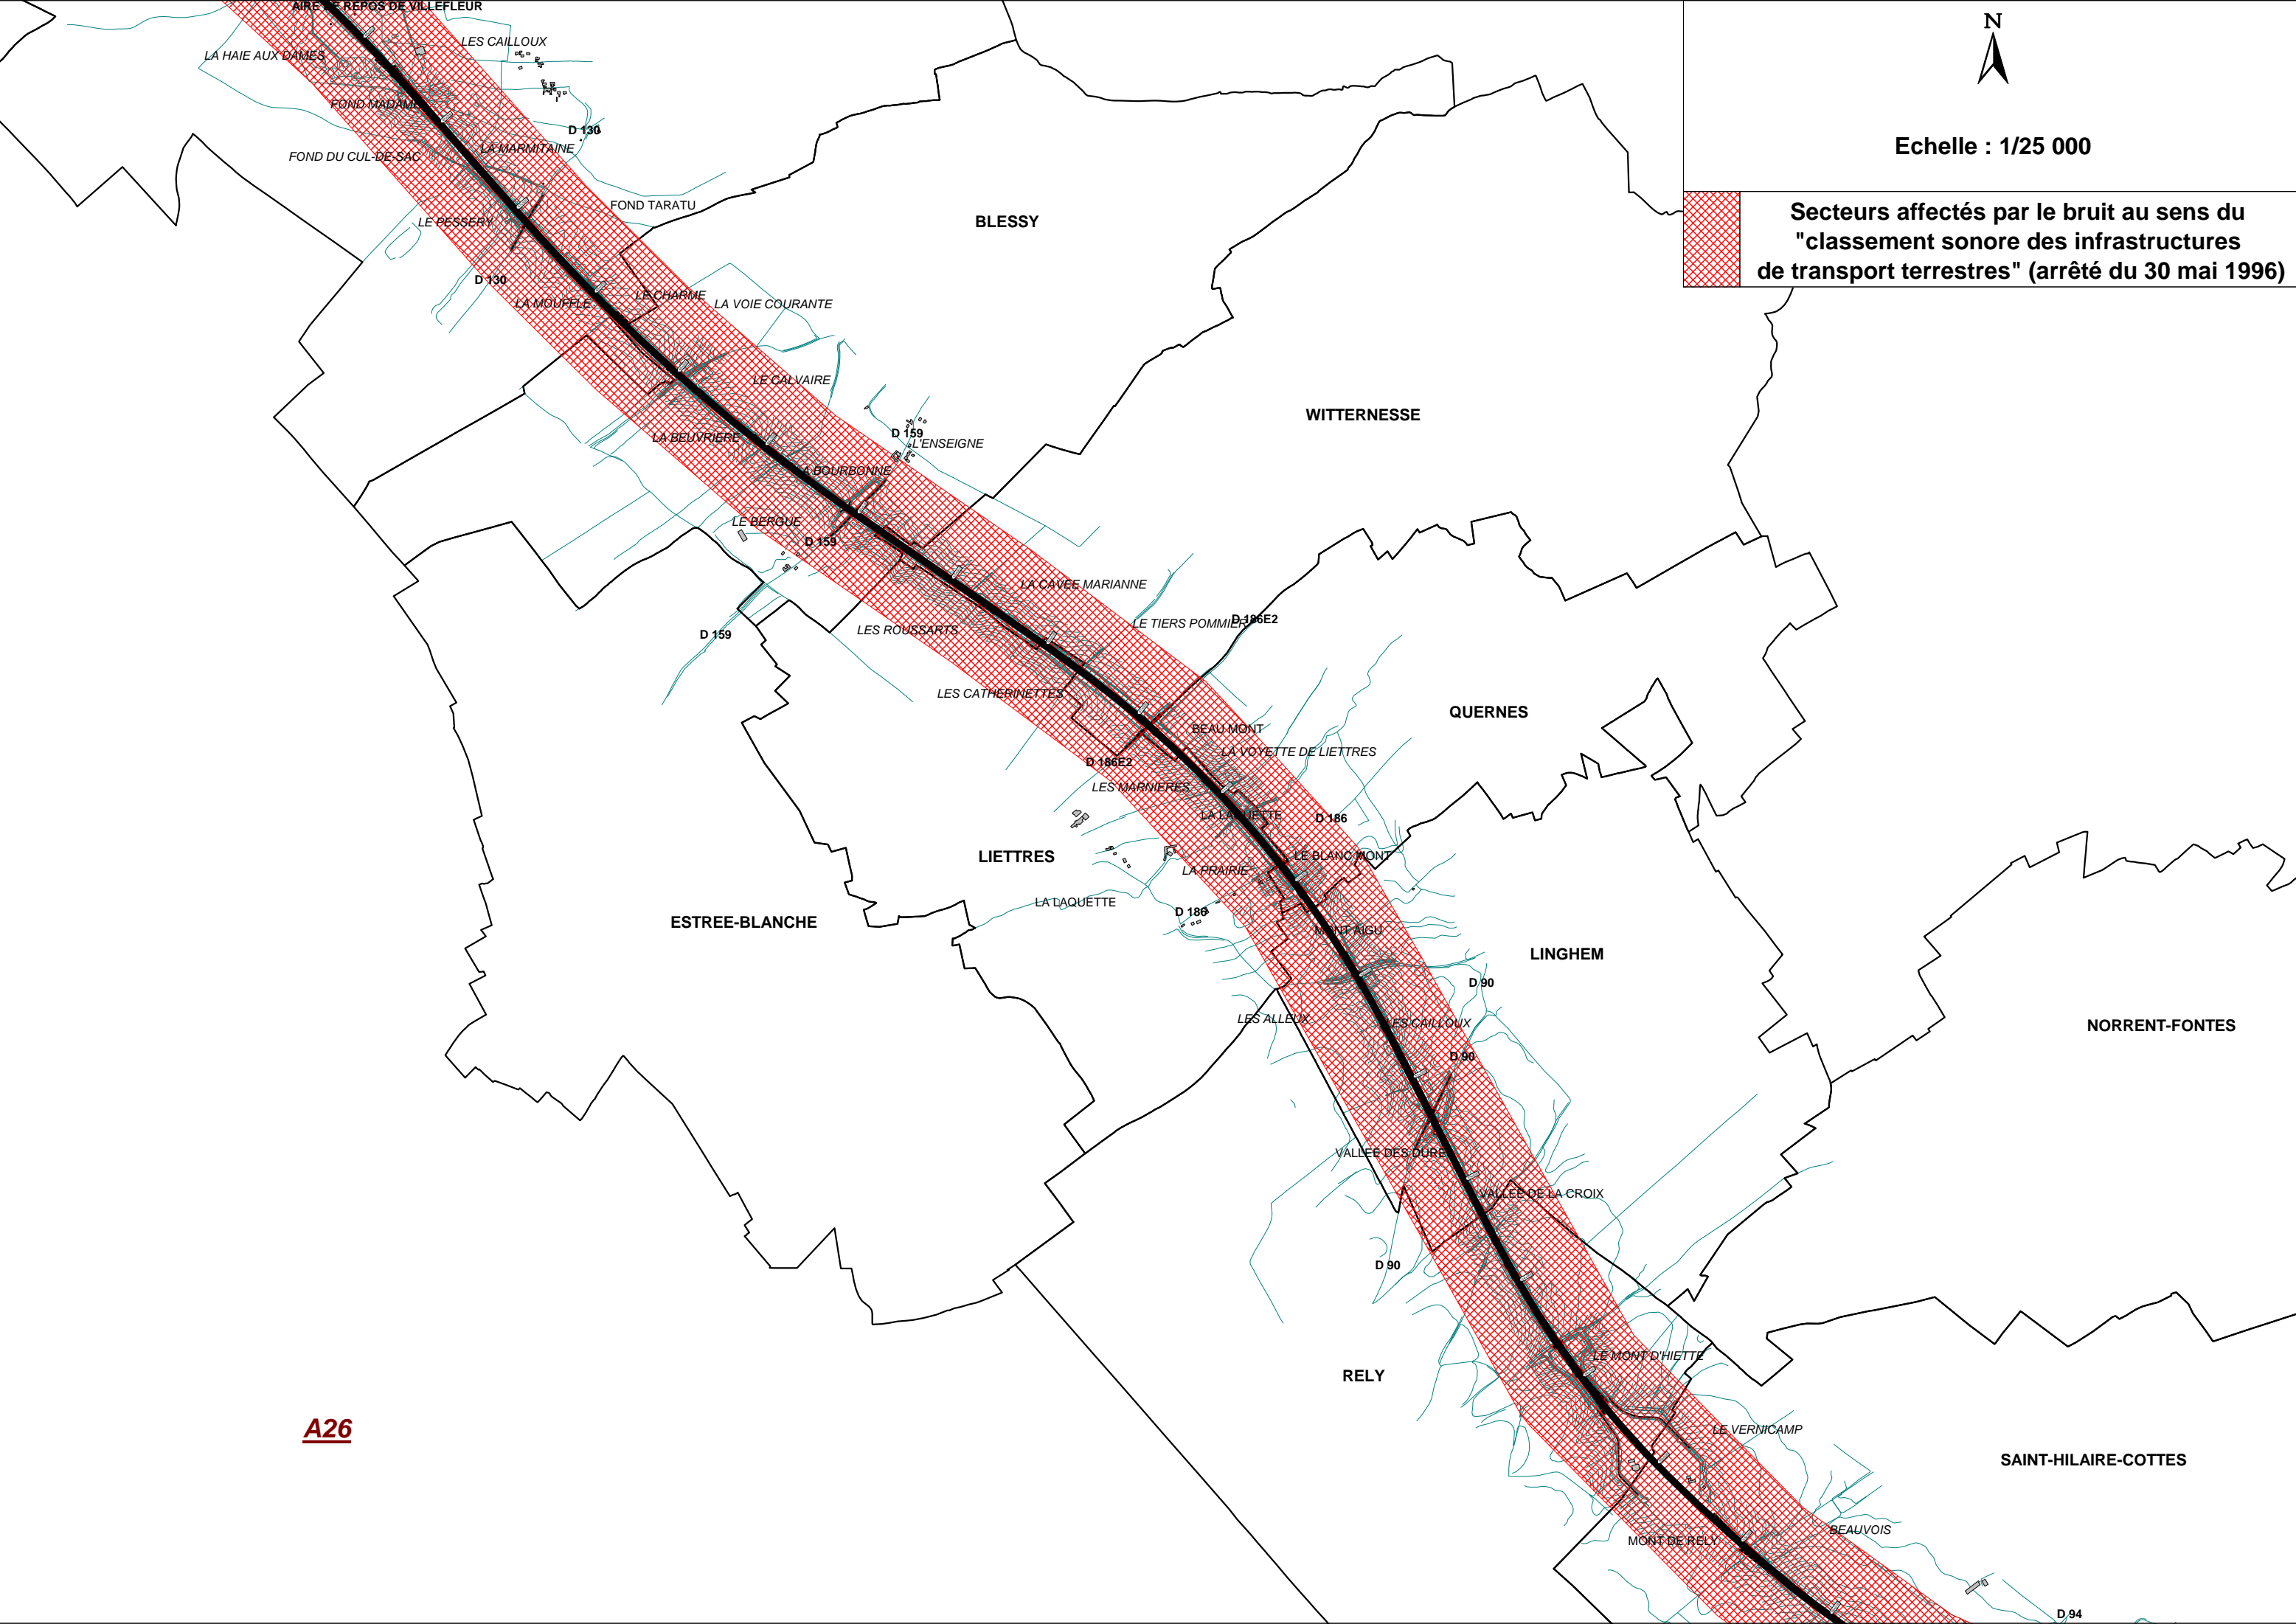 AIRE DE REPOS DE VILLEFLEUR
N
LES CAILLOUX
LA HAIE AUX DAMES
FOND MADAME
D 130
Echelle : 1/25 000
LA MARMITAINE
FOND DU CUL-DE-SAC
FOND TARATU
Secteurs affectés par le bruit au sens du
"classement sonore des infrastructures
de transport terrestres" (arrêté du 30 mai 1996)
BLESSY
LE PESSERY
D 130
LE CHARME
LA MOUFFLE
LA VOIE COURANTE
LE CALVAIRE
WITTERNESSE
D 159
LA BEUVRIERE
L'ENSEIGNE
LA BOURBONNE
LE BERGUE
D 159
LA CAVEE MARIANNE
LE TIERS POMMIER
D 186E2
LES ROUSSARTS
D 159
LES CATHERINETTES
QUERNES
BEAU MONT
LA VOYETTE DE LIETTRES
D 186E2
LES MARNIERES
LA LAQUETTE
D 186
LIETTRES
LE BLANC MONT
LA PRAIRIE
LA LAQUETTE
D 186
ESTREE-BLANCHE
MONT AIGU
LINGHEM
D 90
LES ALLEUX
LES CAILLOUX
NORRENT-FONTES
D 90
VALLEE DES DURE
VALLEE DE LA CROIX
D 90
LE MONT D'HIETTE
RELY
A26
LE VERNICAMP
SAINT-HILAIRE-COTTES
BEAUVOIS
MONT DE RELY
D 94